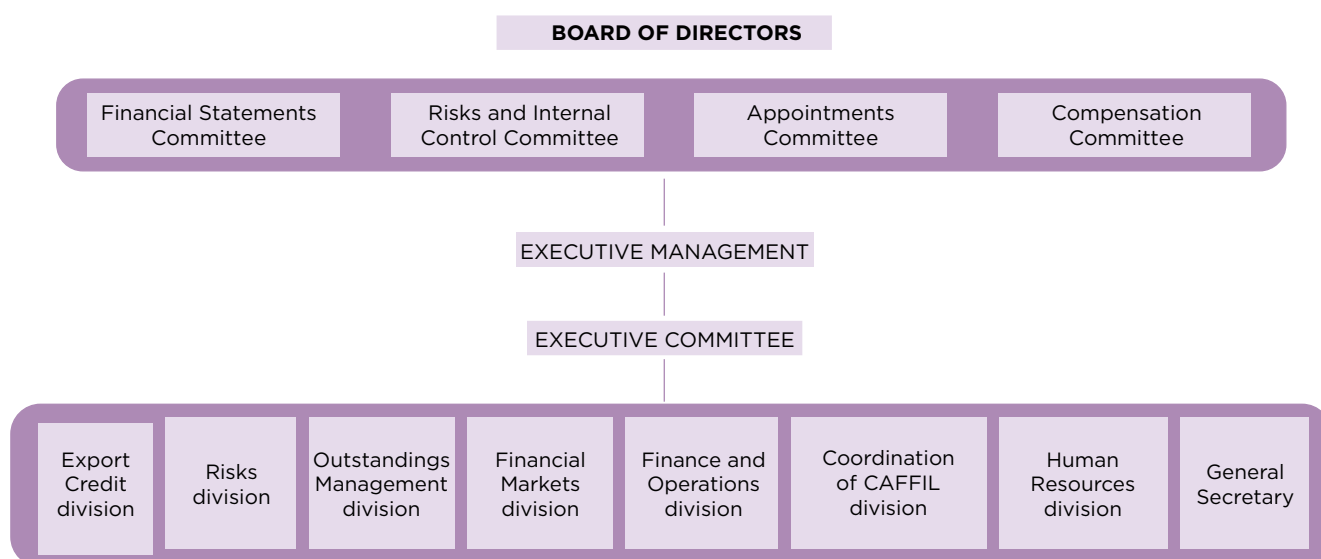 BOARD OF DIRECTORS
Financial Statements
Committee
Risks and Internal
Control Committee
Appointments
Committee
Compensation
Committee
EXECUTIVE MANAGEMENT
EXECUTIVE COMMITTEE
Export
Credit
division
Risks
division
Outstandings
Management
division
Financial
Markets
division
Finance and
Operations
division
Coordination
of CAFFIL
division
Human
Resources
division
General
Secretary